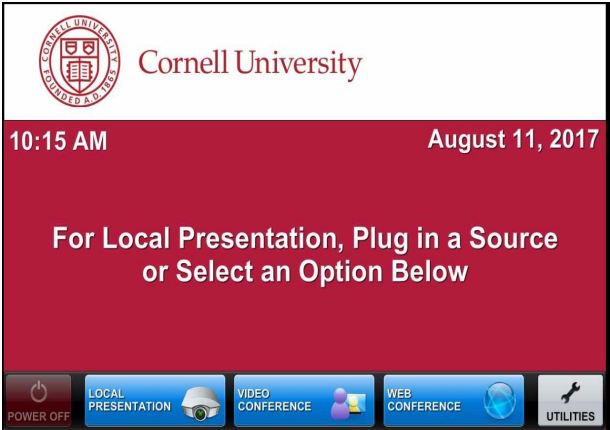 CORNELL UNIVERSITY
FOUNDED A.D. 1865
Cornell University
10:15 AM
August 11, 2017
For Local Presentation, Plug in a Source
or Select an Option Below
POWER OFF
LOCAL
PRESENTATION
VIDEO
CONFERENCE
WEB
CONFERENCE
UTILITIES